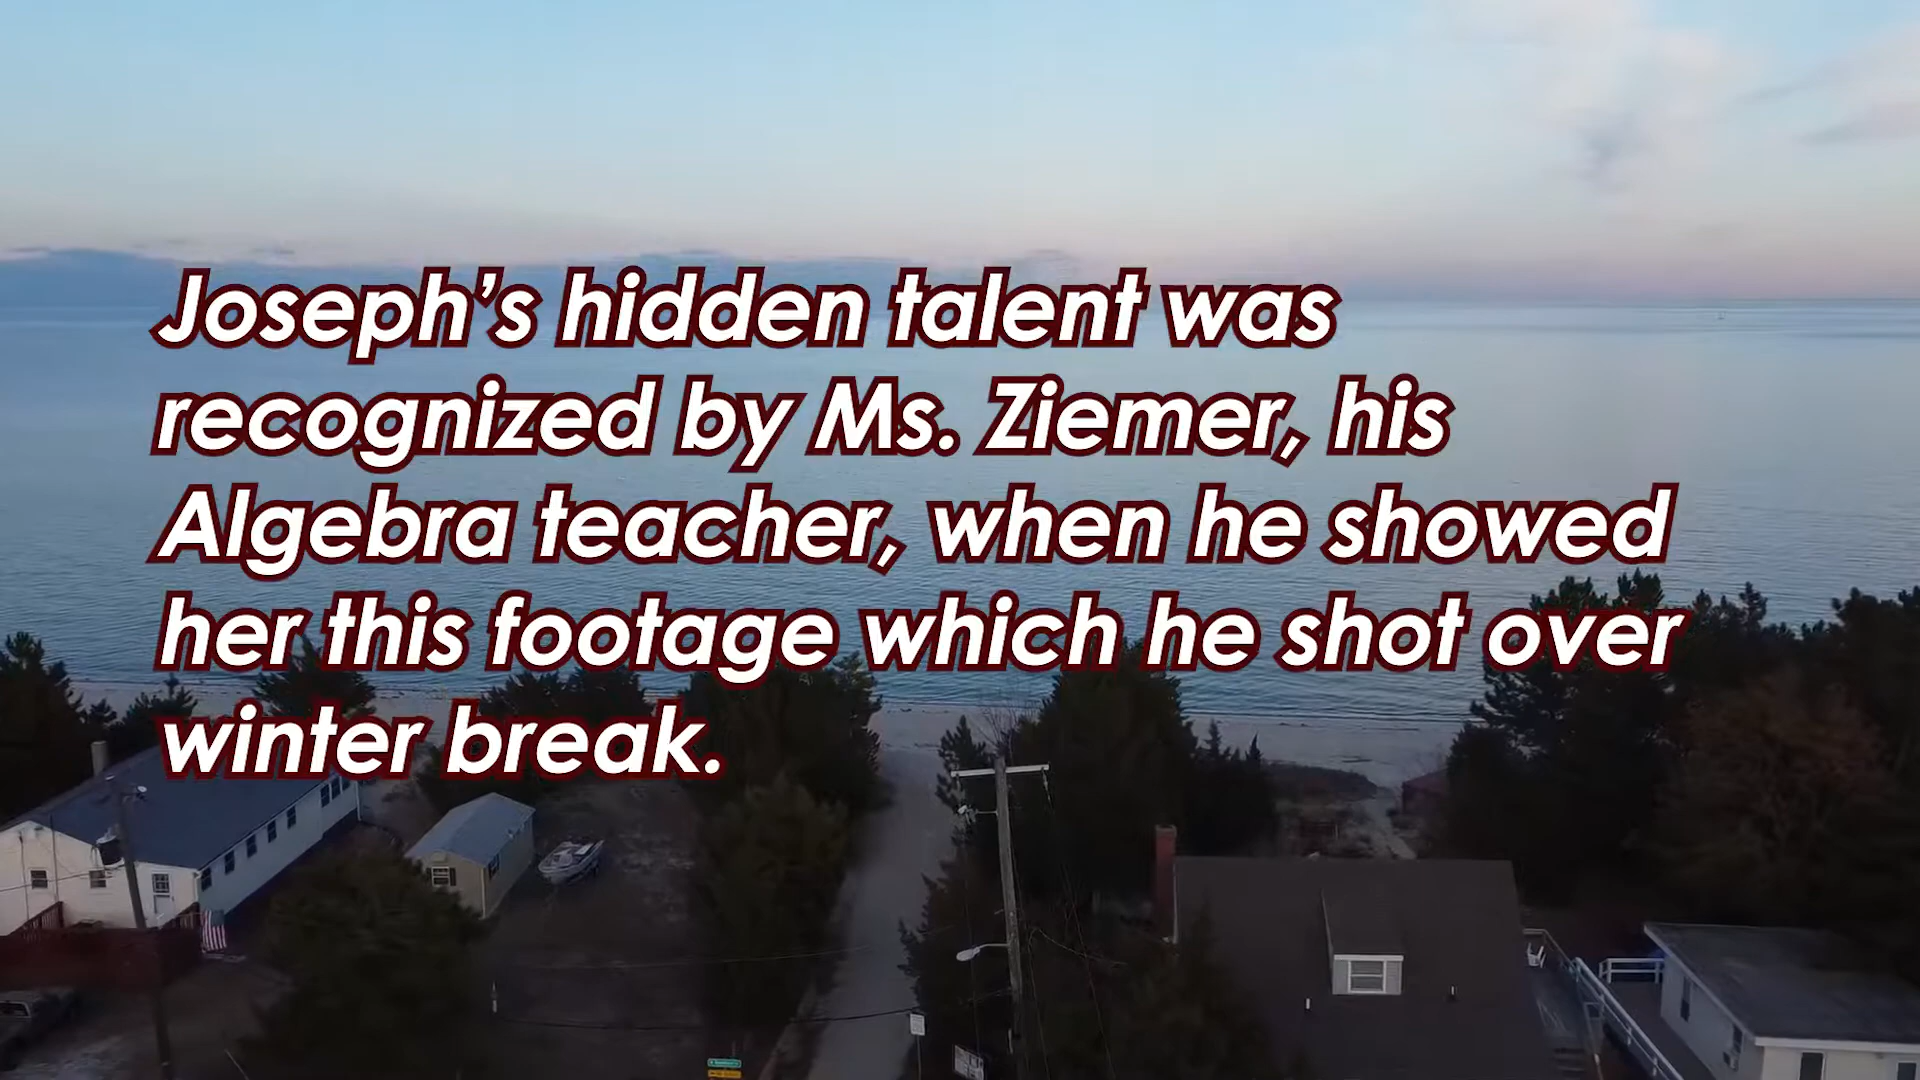 Joseph’s hidden talent was
recognized by Ms. Ziemer, his
Algebra teacher, when he showed
her this footage which he shot over
winter break.